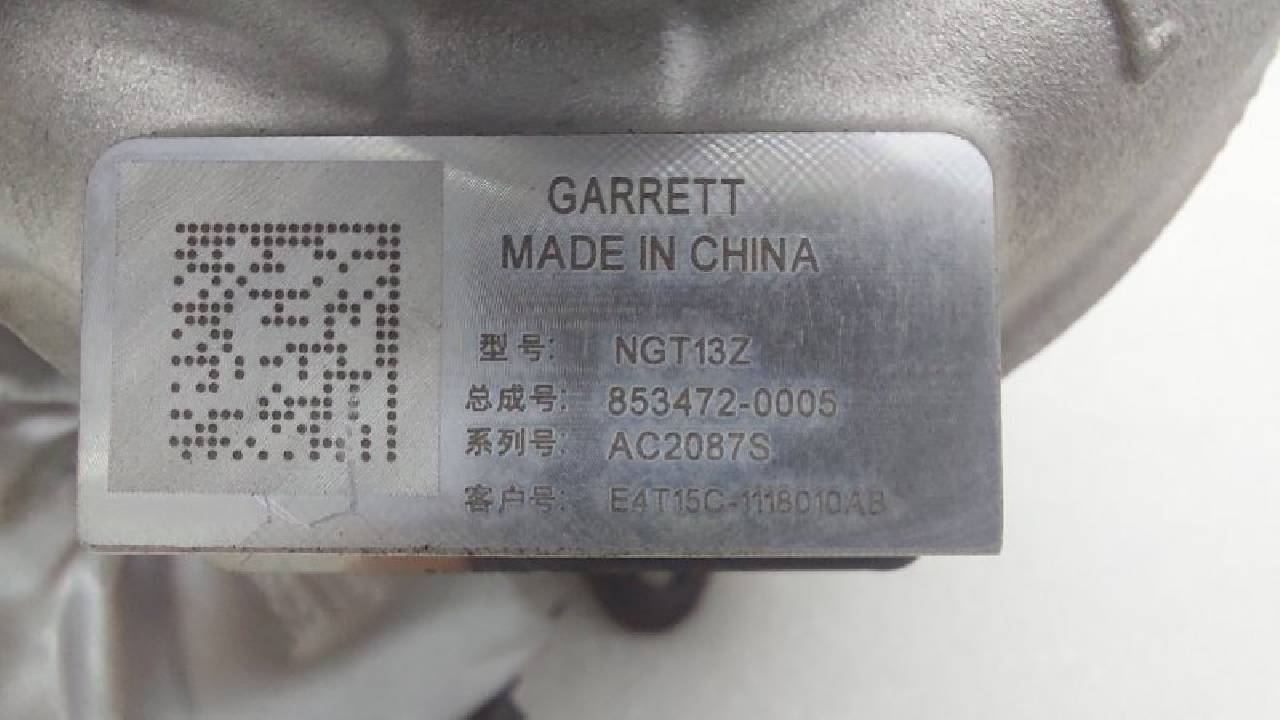 GARRETT
MADE IN CHINA
型号: NGT13Z
总成号: 853472-0005
系列号: AC2087S
客户号: E4T15C-1118010AB